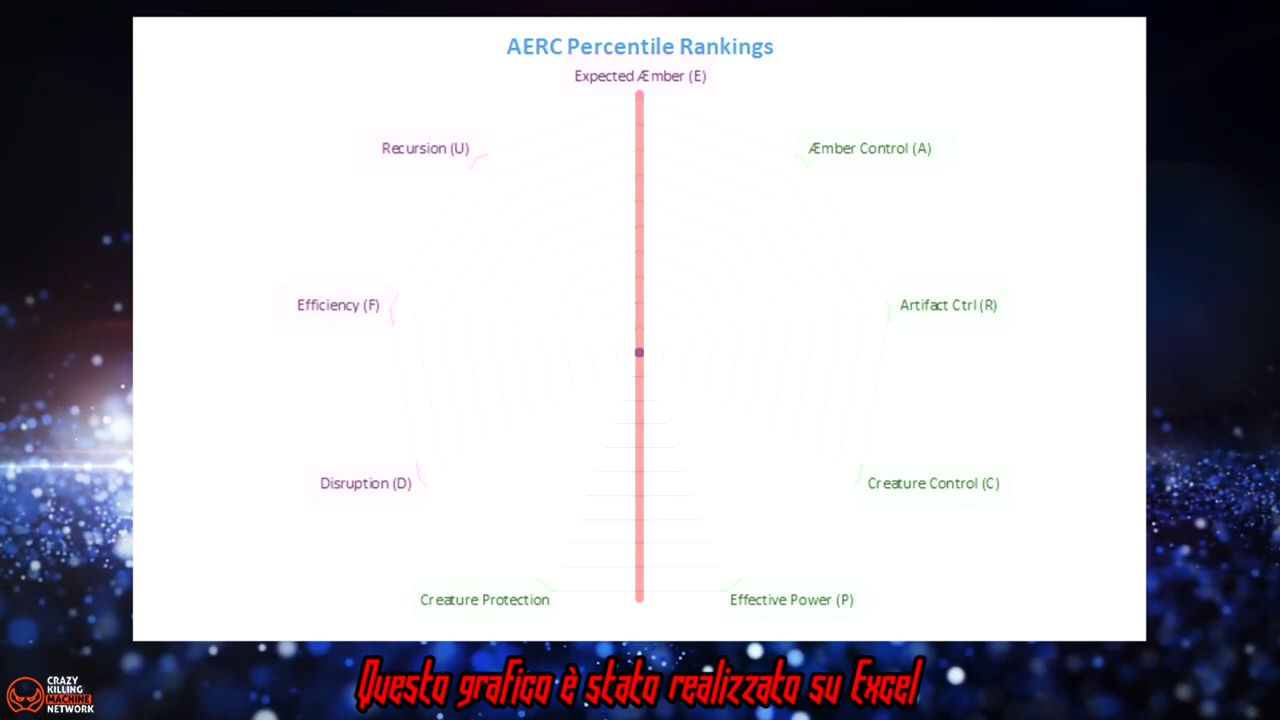 AERC Percentile Rankings
Expected Æmber (E)
Recursion (U)
Æmber Control (A)
Efficiency (F)
Artifact Ctrl (R)
Disruption (D)
Creature Control (C)
Creature Protection
Effective Power (P)
Questo grafico è stato realizzato su Excel
CRAZY
KILLING
MACHINE
NETWORK